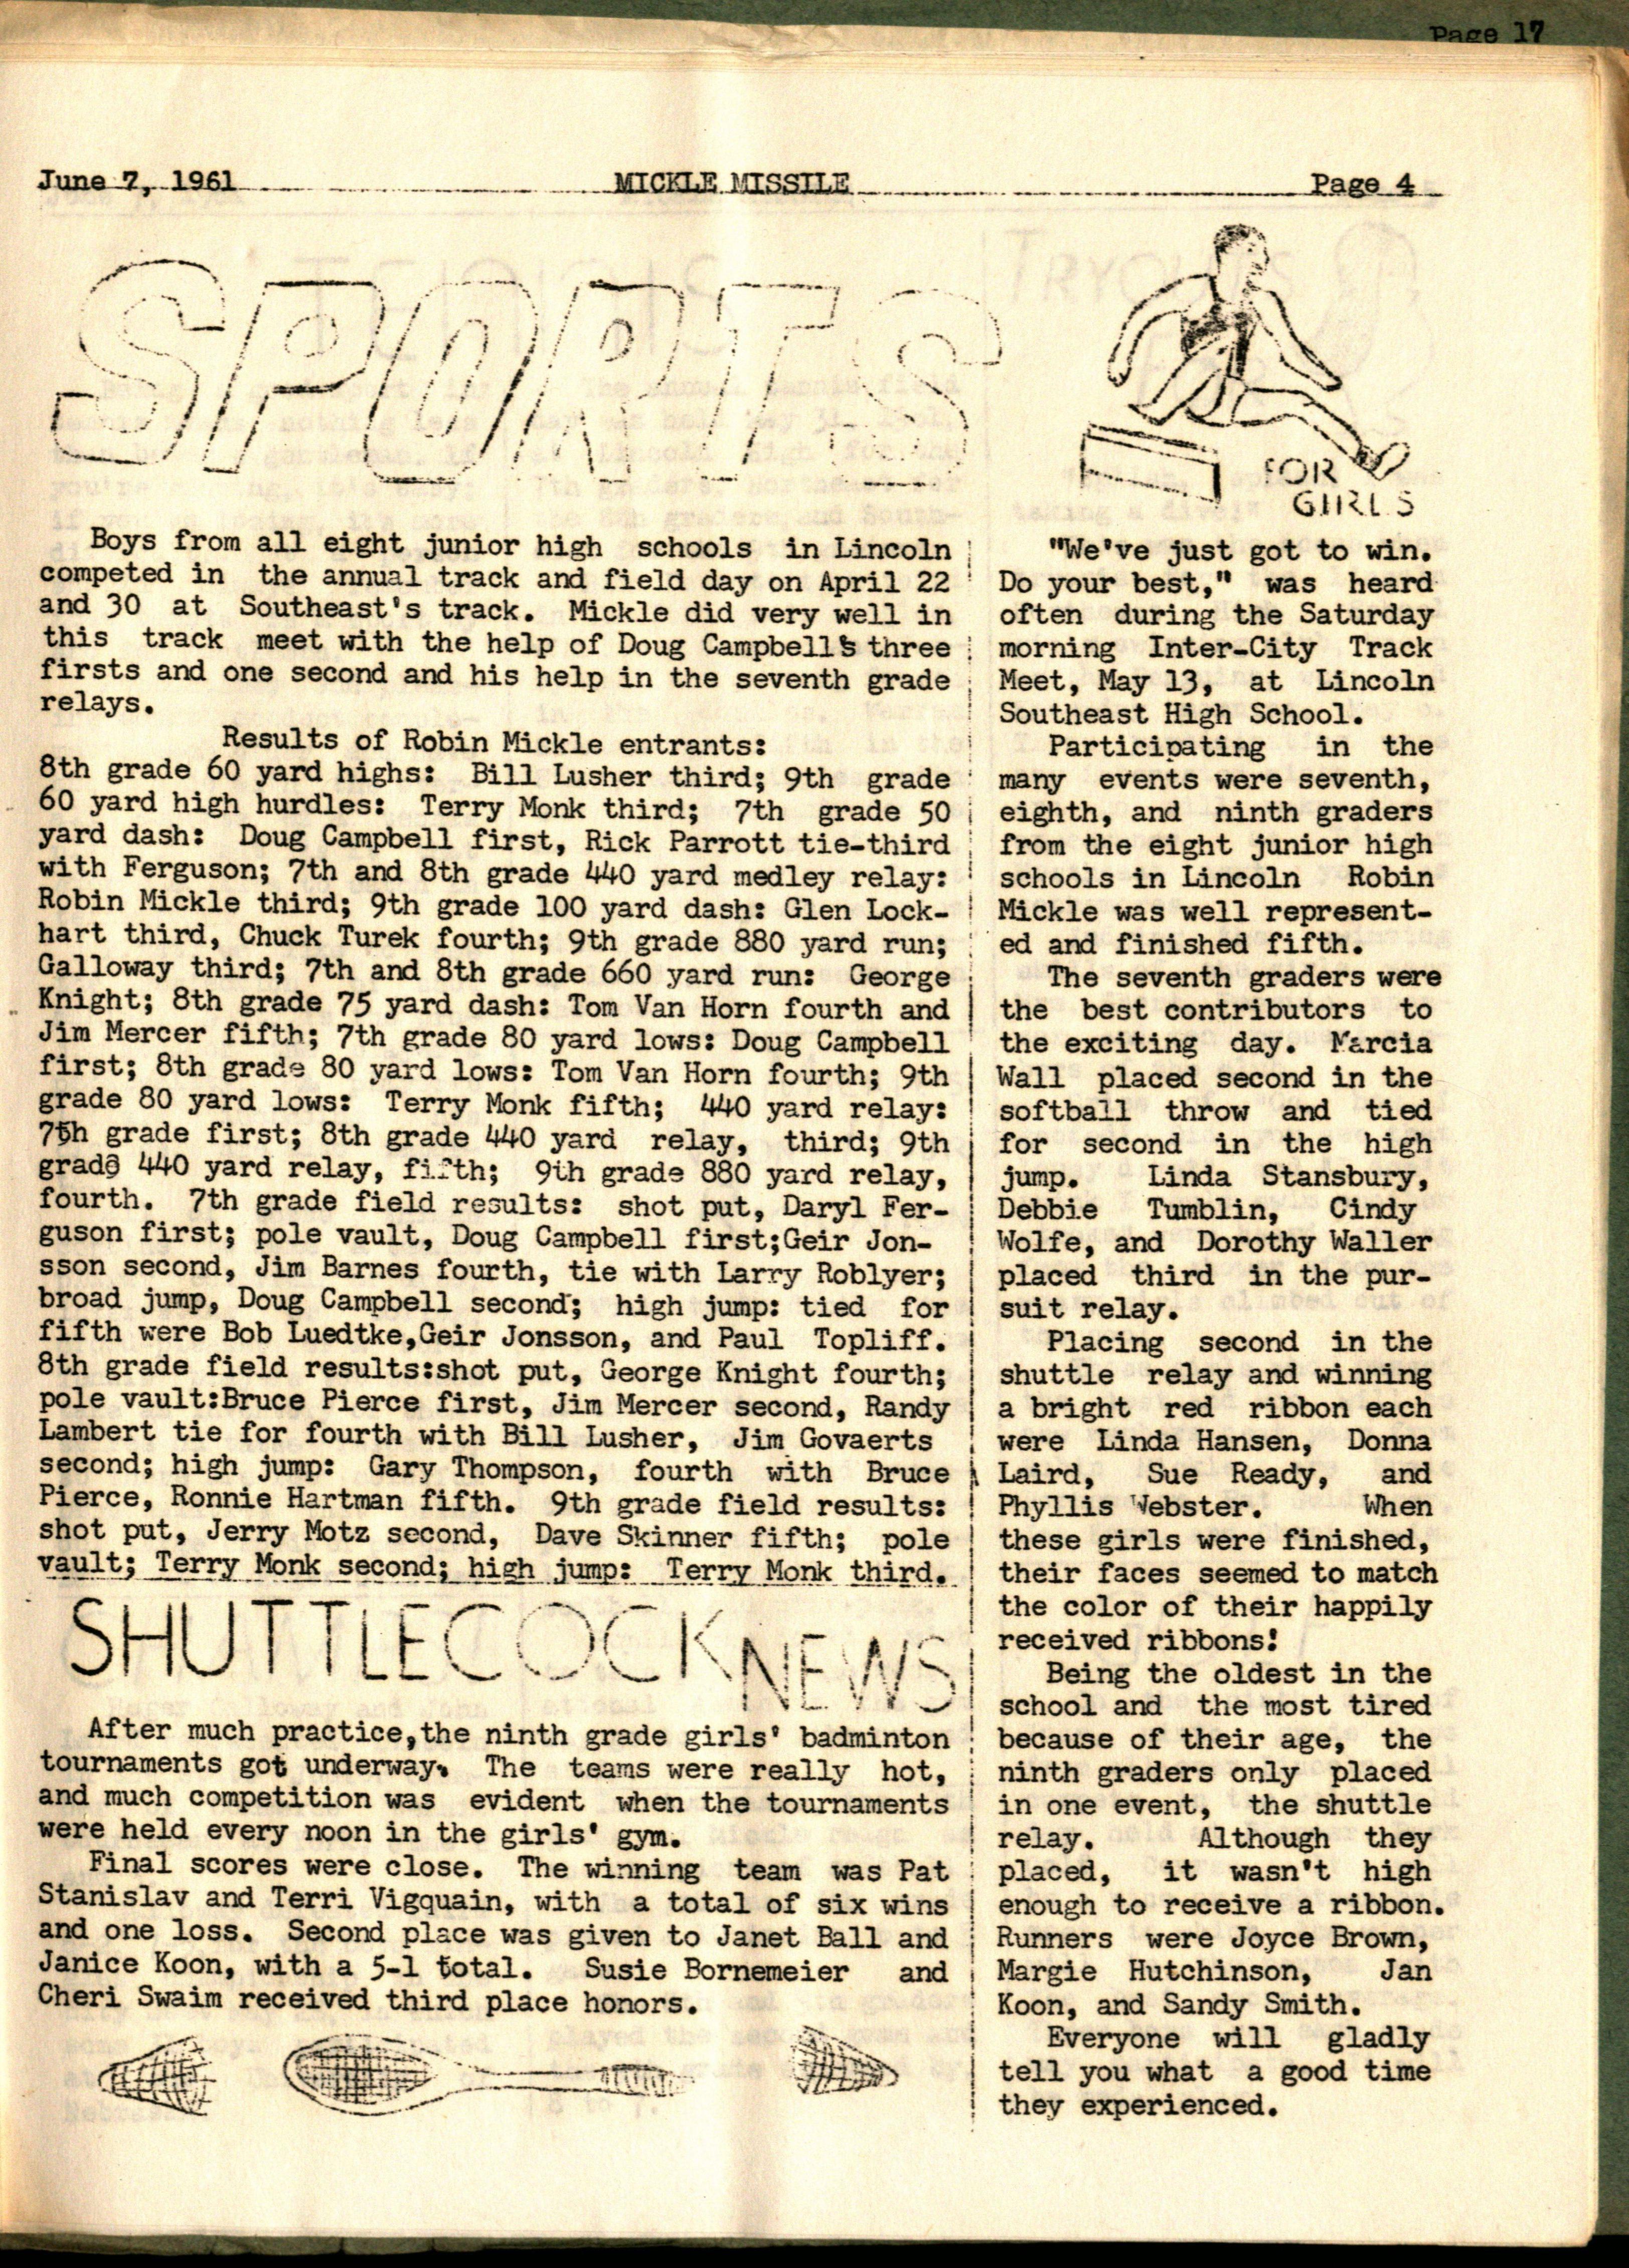 Page 17
June 7, 1961 MICKLE MISSILE Page 4
SPORTS
Boys from all eight junior high schools in Lincoln
competed in the annual track and field day on April 22
and 30 at Southeast's track. Mickle did very well in
this track meet with the help of Doug Campbell's three
firsts and one second and his help in the seventh grade
relays.
Results of Robin Mickle entrants:
8th grade 60 yard highs: Bill Lusher third; 9th grade
60 yard high hurdles: Terry Monk third; 7th grade 50
yard dash: Doug Campbell first, Rick Parrott tie-third
with Ferguson; 7th and 8th grade 440 yard medley relay:
Robin Mickle third; 9th grade 100 yard dash: Glen Lock-
hart third, Chuck Turek fourth; 9th grade 880 yard run;
Galloway third; 7th and 8th grade 660 yard run: George
Knight; 8th grade 75 yard dash: Tom Van Horn fourth and
Jim Mercer fifth; 7th grade 80 yard lows: Doug Campbell
first; 8th grade 80 yard lows: Tom Van Horn fourth; 9th
grade 80 yard lows: Terry Monk fifth; 440 yard relay:
7th grade first; 8th grade 440 yard relay, third; 9th
grade 440 yard relay, fifth; 9th grade 880 yard relay,
fourth. 7th grade field results: shot put, Daryl Fer-
guson first; pole vault, Doug Campbell first;Geir Jon-
sson second, Jim Barnes fourth, tie with Larry Roblyer;
broad jump, Doug Campbell second; high jump: tied for
fifth were Bob Luedtke,Geir Jonsson, and Paul Topliff.
8th grade field results:shot put, George Knight fourth;
pole vault:Bruce Pierce first, Jim Mercer second, Randy
Lambert tie for fourth with Bill Lusher, Jim Govaerts
second; high jump: Gary Thompson, fourth with Bruce
Pierce, Ronnie Hartman fifth. 9th grade field results:
shot put, Jerry Motz second, Dave Skinner fifth; pole
vault; Terry Monk second; high jump: Terry Monk third.
SHUTTLECOCK NEWS
After much practice,the ninth grade girls' badminton
tournaments got underway. The teams were really hot,
and much competition was evident when the tournaments
were held every noon in the girls' gym.
Final scores were close. The winning team was Pat
Stanislav and Terri Vigquain, with a total of six wins
and one loss. Second place was given to Janet Ball and
Janice Koon, with a 5-1 total. Susie Bornemeier and
Cheri Swaim received third place honors.
FOR
GIRLS
"We've just got to win.
Do your best," was heard
often during the Saturday
morning Inter-City Track
Meet, May 13, at Lincoln
Southeast High School.
Participating in the
many events were seventh,
eighth, and ninth graders
from the eight junior high
schools in Lincoln Robin
Mickle was well represent-
ed and finished fifth.
The seventh graders were
the best contributors to
the exciting day. Marcia
Wall placed second in the
softball throw and tied
for second in the high
jump. Linda Stansbury,
Debbie Tumblin, Cindy
Wolfe, and Dorothy Waller
placed third in the pur-
suit relay.
Placing second in the
shuttle relay and winning
a bright red ribbon each
were Linda Hansen, Donna
Laird, Sue Ready, and
Phyllis Webster. When
these girls were finished,
their faces seemed to match
the color of their happily
received ribbons!
Being the oldest in the
school and the most tired
because of their age, the
ninth graders only placed
in one event, the shuttle
relay. Although they
placed, it wasn't high
enough to receive a ribbon.
Runners were Joyce Brown,
Margie Hutchinson, Jan
Koon, and Sandy Smith.
Everyone will gladly
tell you what a good time
they experienced.